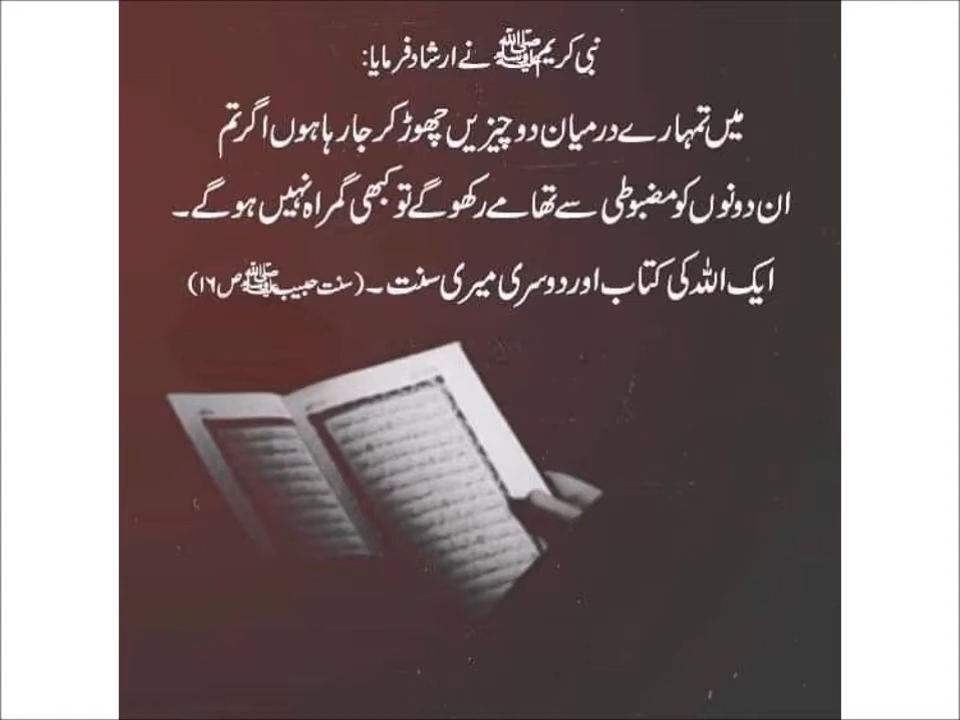 نبی کریم ﷺ نے ارشاد فرمایا:
میں تمہارے درمیان دو چیزیں چھوڑ کر جا رہا ہوں اگر تم
ان دونوں کو مضبوطی سے تھامے رکھو گے تو کبھی گمراہ نہیں ہو گے۔
ایک اللہ کی کتاب اور دوسری میری سنت۔ (سنت حبیب ﷺ ص ۱۶)